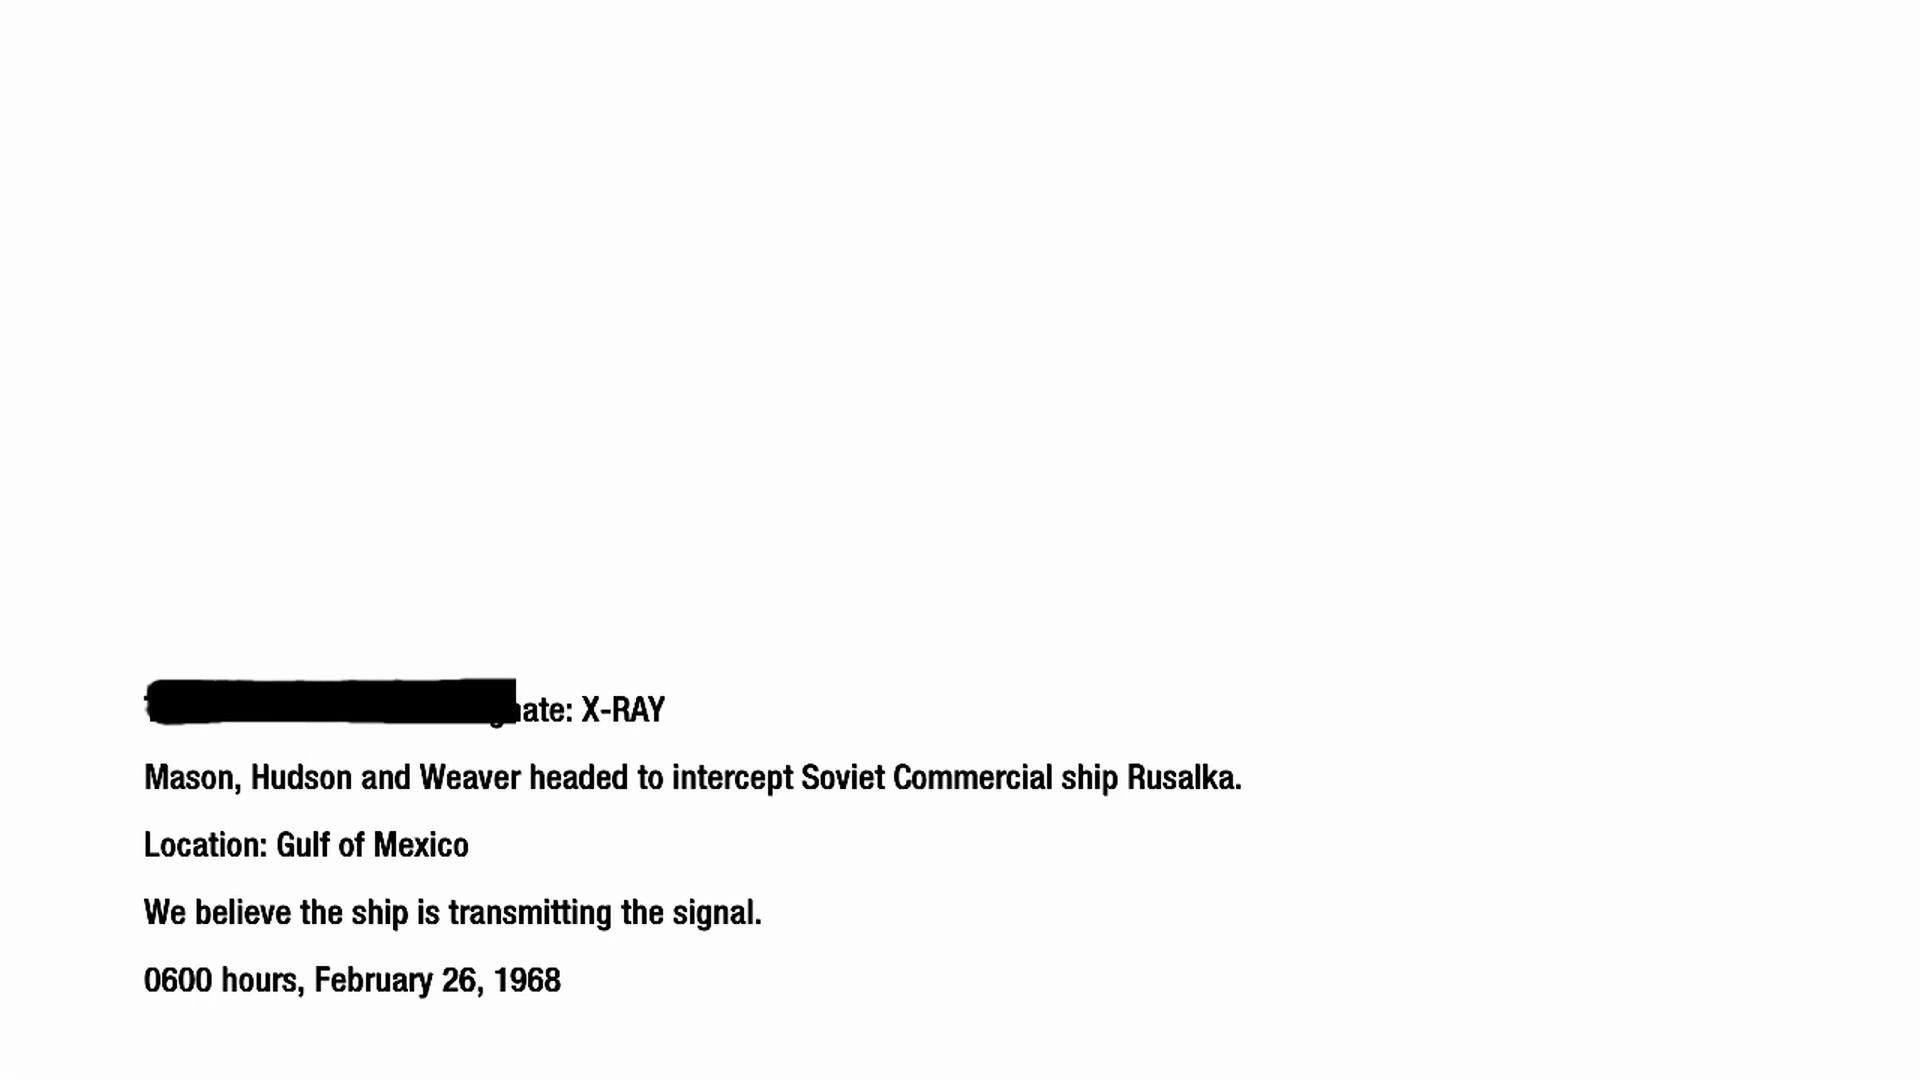 X-RAY
Mason, Hudson and Weaver headed to intercept Soviet Commercial ship Rusalka.
Location: Gulf of Mexico
We believe the ship is transmitting the signal.
0600 hours, February 26, 1968